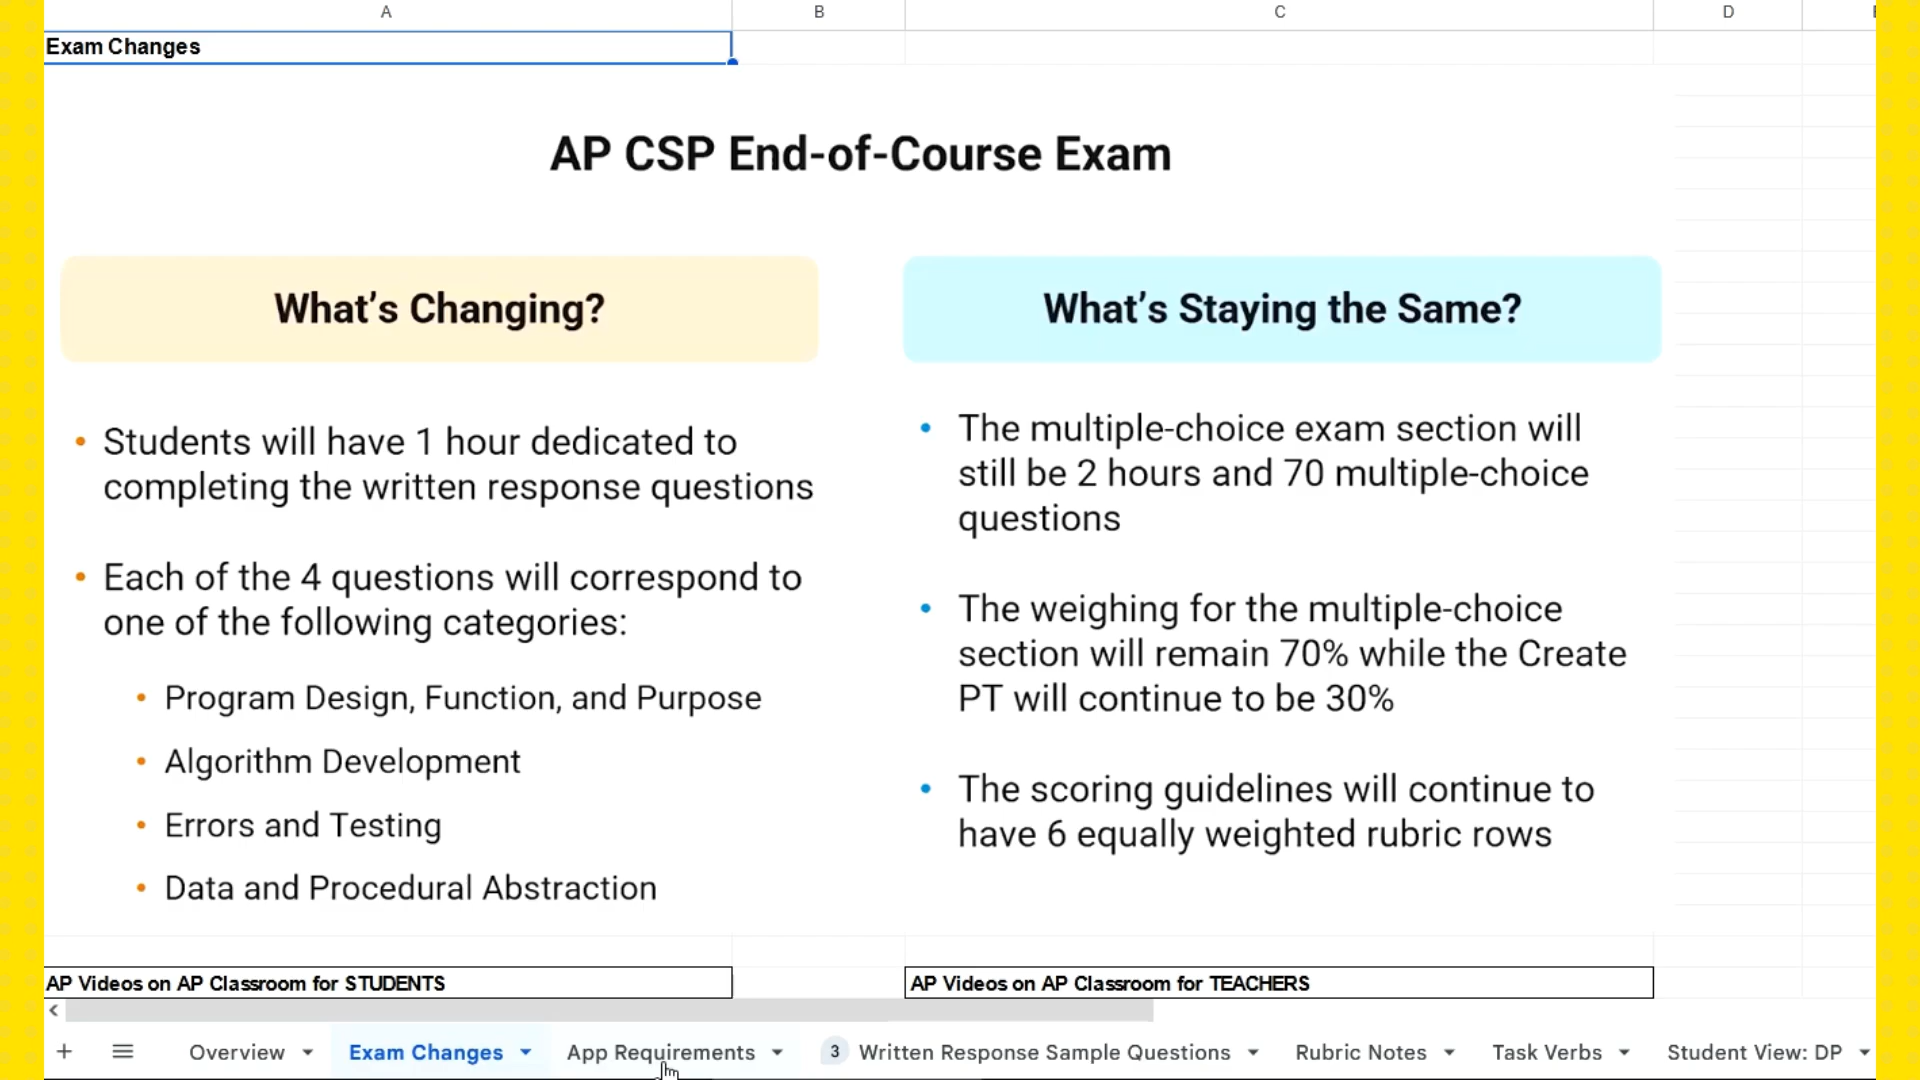 A B C D
Exam Changes
AP CSP End-of-Course Exam
What's Changing?
• Students will have 1 hour dedicated to
completing the written response questions
• Each of the 4 questions will correspond to
one of the following categories:
• Program Design, Function, and Purpose
• Algorithm Development
• Errors and Testing
• Data and Procedural Abstraction
What's Staying the Same?
• The multiple-choice exam section will
still be 2 hours and 70 multiple-choice
questions
• The weighing for the multiple-choice
section will remain 70% while the Create
PT will continue to be 30%
• The scoring guidelines will continue to
have 6 equally weighted rubric rows
AP Videos on AP Classroom for STUDENTS
AP Videos on AP Classroom for TEACHERS
Overview Exam Changes App Requirements 3 Written Response Sample Questions Rubric Notes Task Verbs Student View: DP